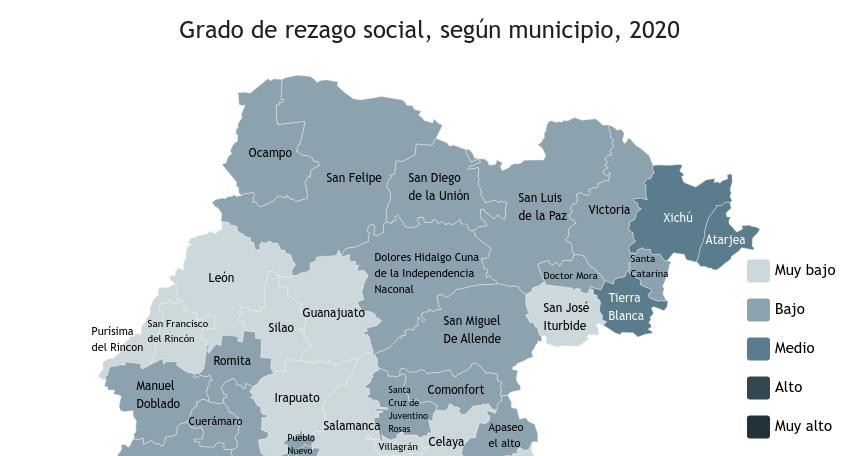 Grado de rezago social, según municipio, 2020
Ocampo
San Felipe
San Diego
de la Unión
San Luis
de la Paz
Victoria
Xichú
Atarjea
Santa
Catarina
Doctor Mora
Tierra
Blanca
Dolores Hidalgo Cuna
de la Independencia
Naconal
León
Guanajuato
Silao
San José
Iturbide
San Miguel
De Allende
San Francisco
del Rincón
Purísima
del Rincon
Romita
Manuel
Doblado
Cuerámaro
Irapuato
Santa
Cruz de
Juventino
Rosas
Comonfort
Salamanca
Pueblo
Nuevo
Villagrán
Celaya
Apaseo
el alto
Muy bajo
Bajo
Medio
Alto
Muy alto